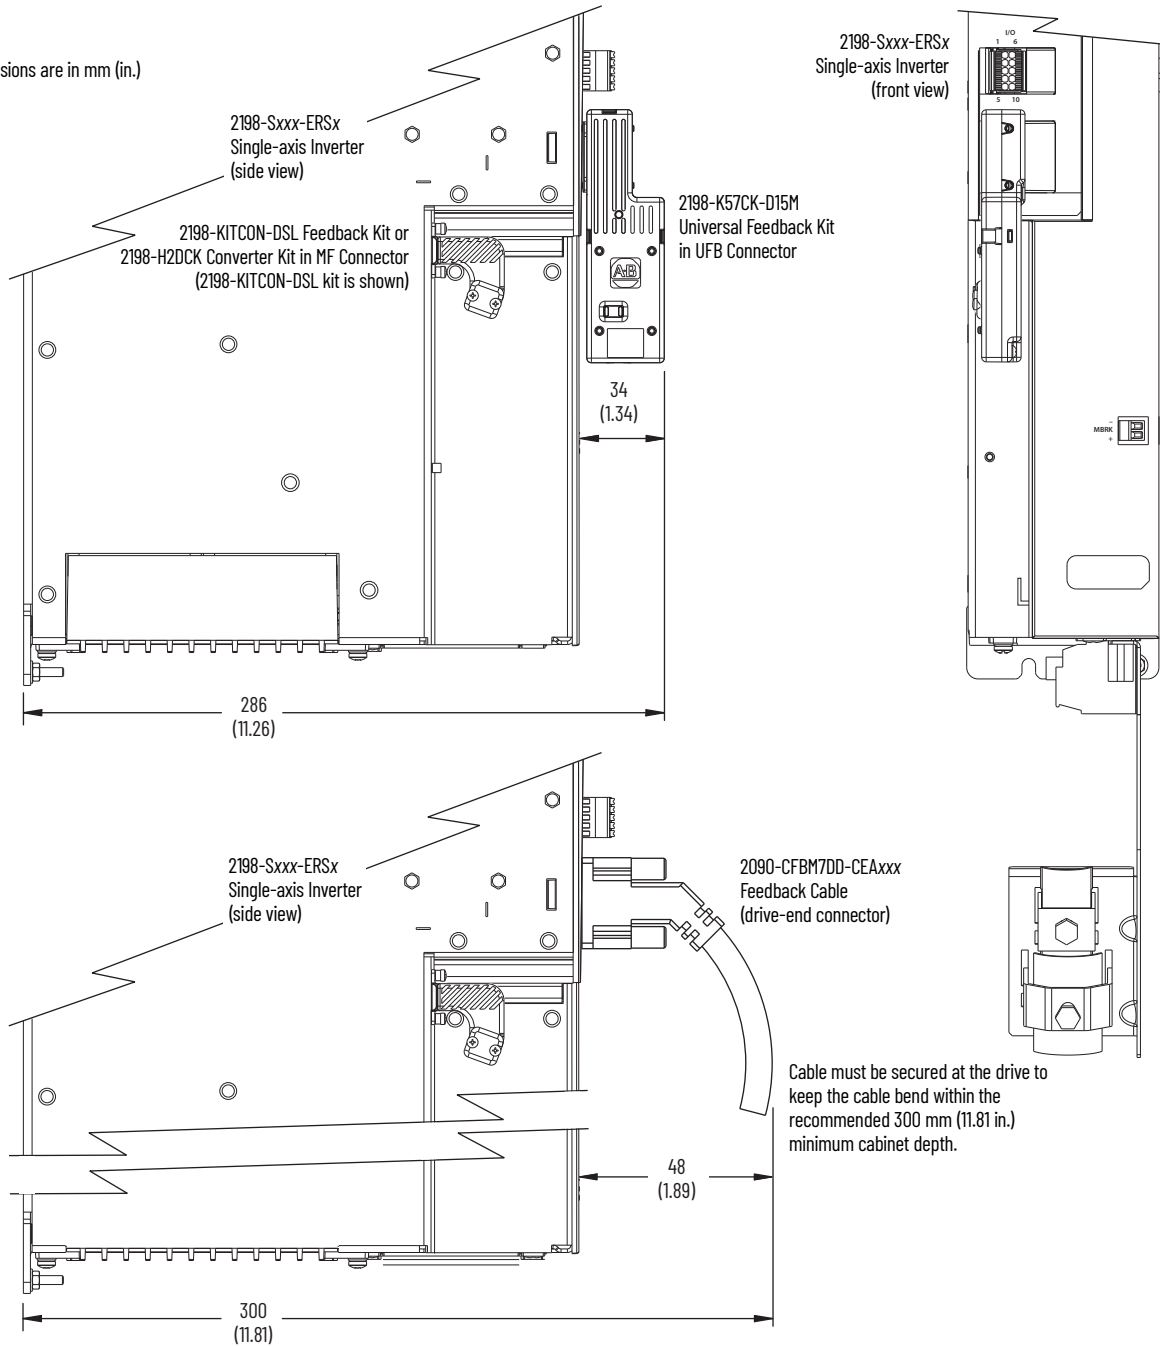 sions are in mm (in.)
2198-Sxxx-ERSx
Single-axis Inverter
(side view)
2198-KITCON-DSL Feedback Kit or
2198-H2DCK Converter Kit in MF Connector
(2198-KITCON-DSL kit is shown)
2198-K57CK-D15M
Universal Feedback Kit
in UFB Connector
A-B
34
(1.34)
286
(11.26)
2198-Sxxx-ERSx
Single-axis Inverter
(front view)
I/O
1 6
5 10
MBRK
–
+
2198-Sxxx-ERSx
Single-axis Inverter
(side view)
2090-CFBM7DD-CEAxxx
Feedback Cable
(drive-end connector)
Cable must be secured at the drive to
keep the cable bend within the
recommended 300 mm (11.81 in.)
minimum cabinet depth.
48
(1.89)
300
(11.81)